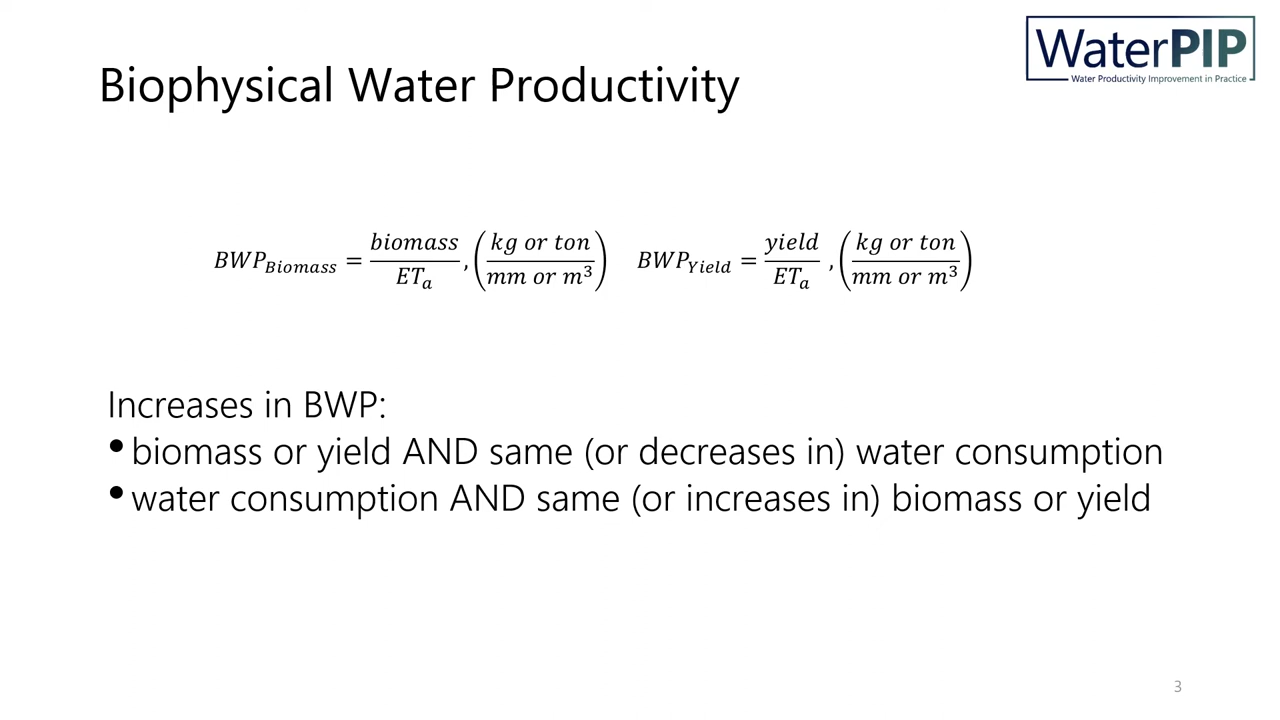 WaterPIP
Water Productivity Improvement in Practice
Biophysical Water Productivity
BWP_Biomass = biomass/ET_a, (kg or ton/mm or m³) BWP_Yield = yield/ET_a , (kg or ton/mm or m³)
Increases in BWP:
•biomass or yield AND same (or decreases in) water consumption
•water consumption AND same (or increases in) biomass or yield
3